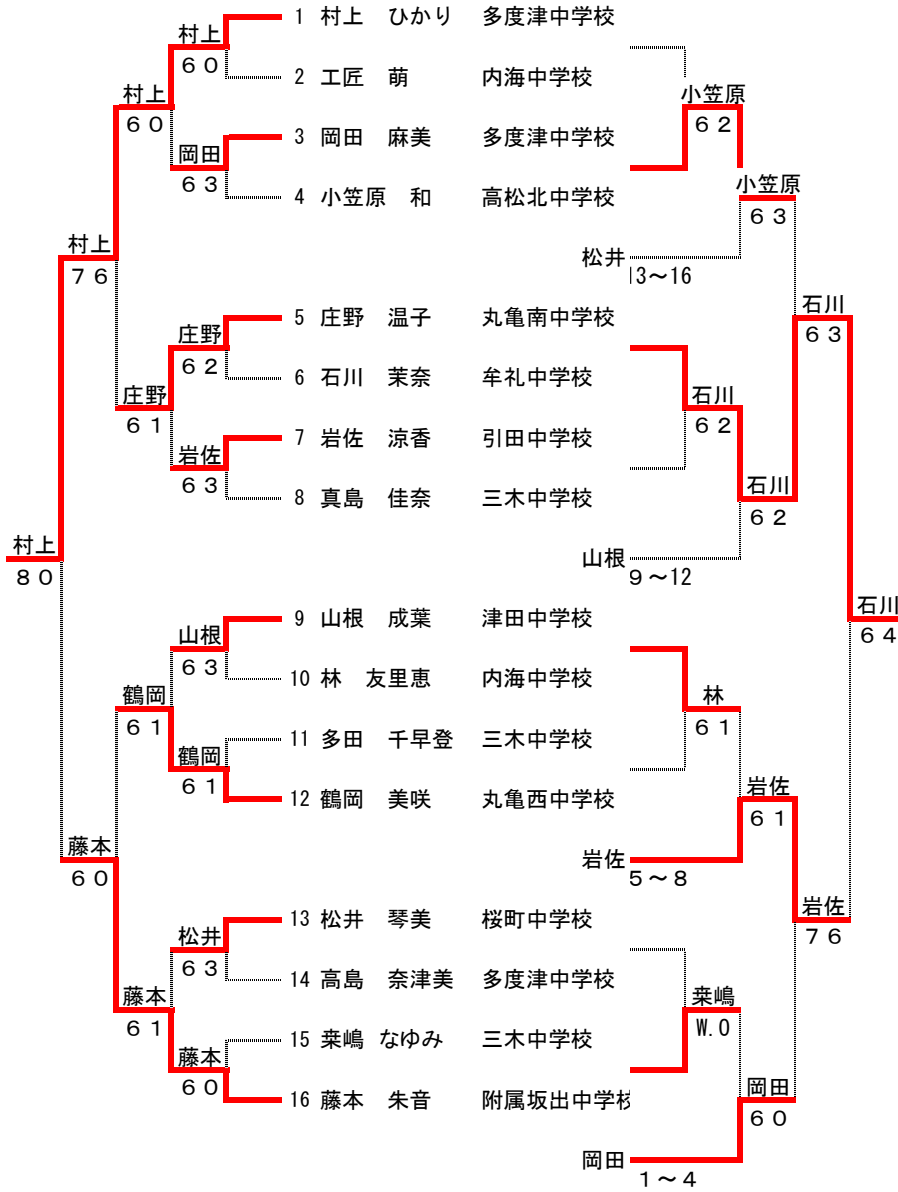 村上 1 村上 ひかり 多度津中学校
６０ 2 工匠 萌 内海中学校
村上 小笠原
６０ 3 岡田 麻美 多度津中学校 ６２
岡田
６３ 4 小笠原 和 高松北中学校 小笠原
６３
村上 松井
７６ 13～16
庄野 5 庄野 温子 丸亀南中学校 石川
６２ 6 石川 茉奈 牟礼中学校 ６３
庄野 石川
６１ 7 岩佐 涼香 引田中学校 ６２
岩佐
６３ 8 真島 佳奈 三木中学校 石川
６２
村上 山根
８０ 9～12
山根 9 山根 成葉 津田中学校 石川
６３ 10 林 友里恵 内海中学校 ６４
鶴岡 林
６１ 11 多田 千早登 三木中学校 ６１
鶴岡
６１ 12 鶴岡 美咲 丸亀西中学校 岩佐
６１
藤本 岩佐
６０ 5～8
松井 13 松井 琴美 桜町中学校 岩佐
６３ 14 高島 奈津美 多度津中学校 ７６
藤本 桒嶋
６１ 15 桒嶋 なゆみ 三木中学校 W.O
藤本
６０ 16 藤本 朱音 附属坂出中学校 岡田
６０
岡田
1～4